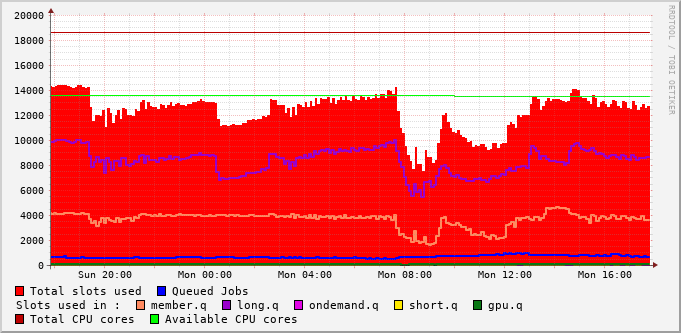 20000
18000
16000
14000
12000
10000
8000
6000
4000
2000
0
Sun 20:00 Mon 00:00 Mon 04:00 Mon 08:00 Mon 12:00 Mon 16:00
Total slots used Queued Jobs
Slots used in : member.q long.q ondemand.q short.q gpu.q
Total CPU cores Available CPU cores
RRDTOOL / TOBI OETIKER